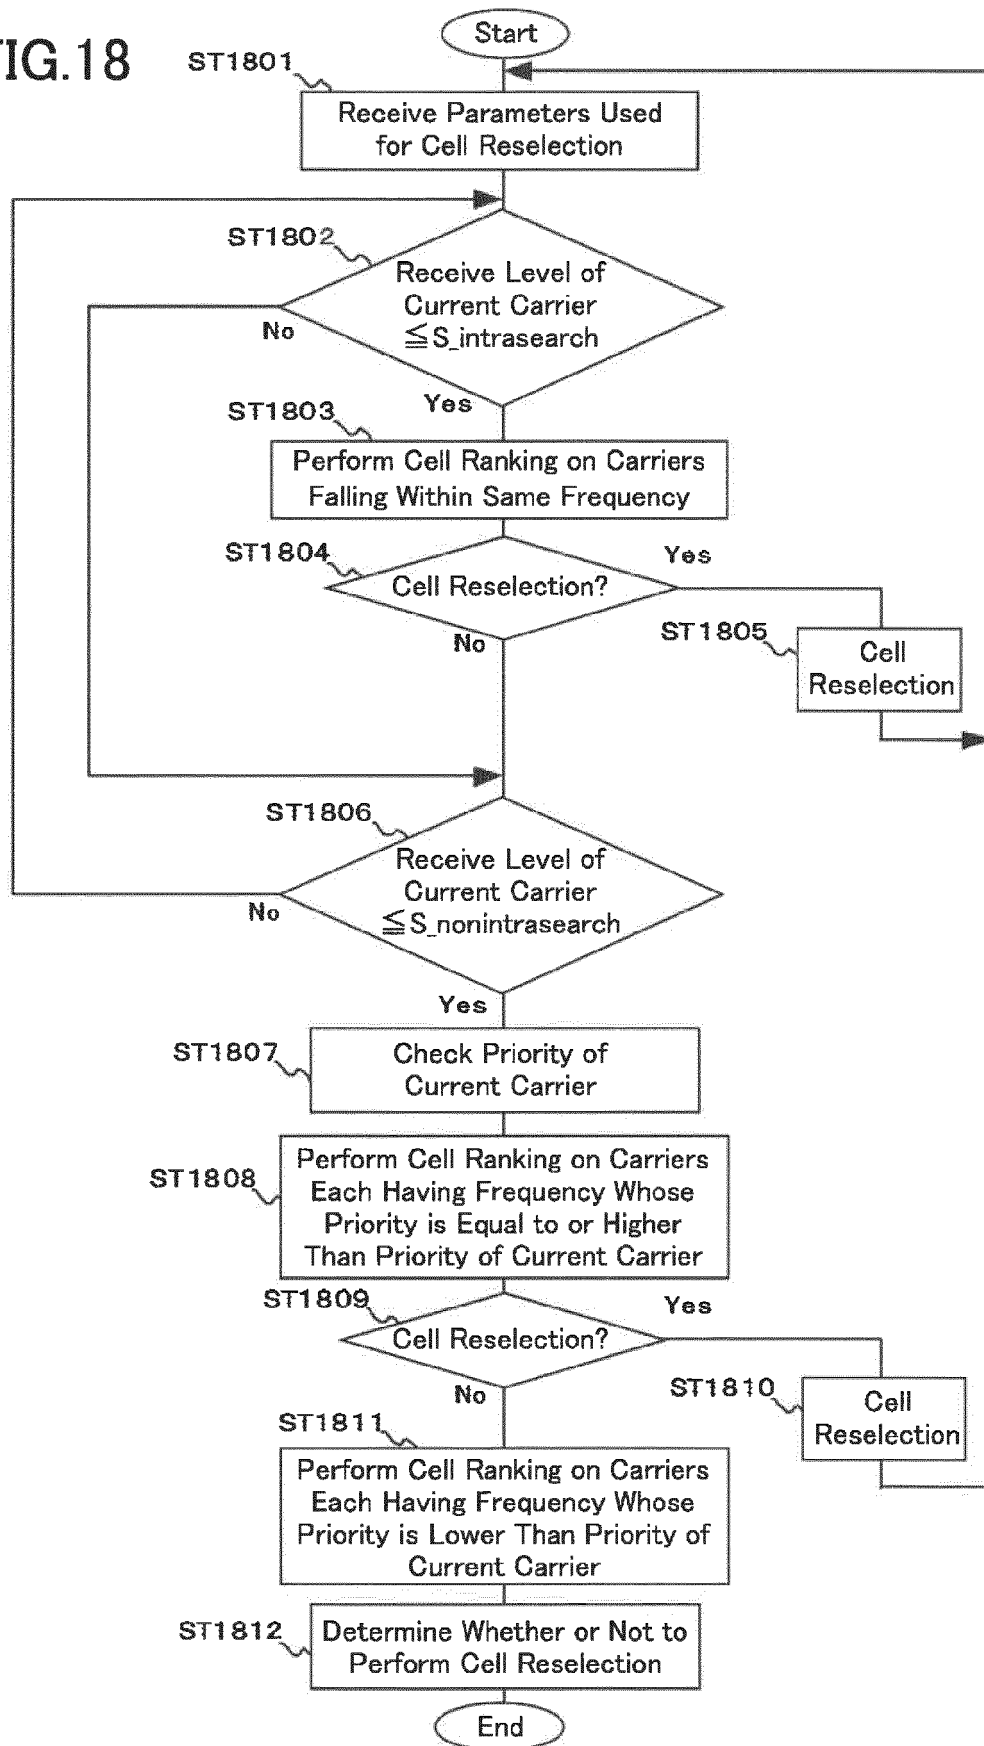 FIG.18
Start
ST1801
Receive Parameters Used
for Cell Reselection
ST1802
Receive Level of
Current Carrier
≦S_intrasearch
No
Yes
ST1803
Perform Cell Ranking on Carriers
Falling Within Same Frequency
ST1804
Cell Reselection?
Yes
No
ST1805
Cell
Reselection
ST1806
Receive Level of
Current Carrier
≦S_nonintrasearch
No
Yes
ST1807
Check Priority of
Current Carrier
ST1808
Perform Cell Ranking on Carriers
Each Having Frequency Whose
Priority is Equal to or Higher
Than Priority of Current Carrier
ST1809
Cell Reselection?
Yes
No
ST1810
Cell
Reselection
ST1811
Perform Cell Ranking on Carriers
Each Having Frequency Whose
Priority is Lower Than Priority of
Current Carrier
ST1812
Determine Whether or Not to
Perform Cell Reselection
End